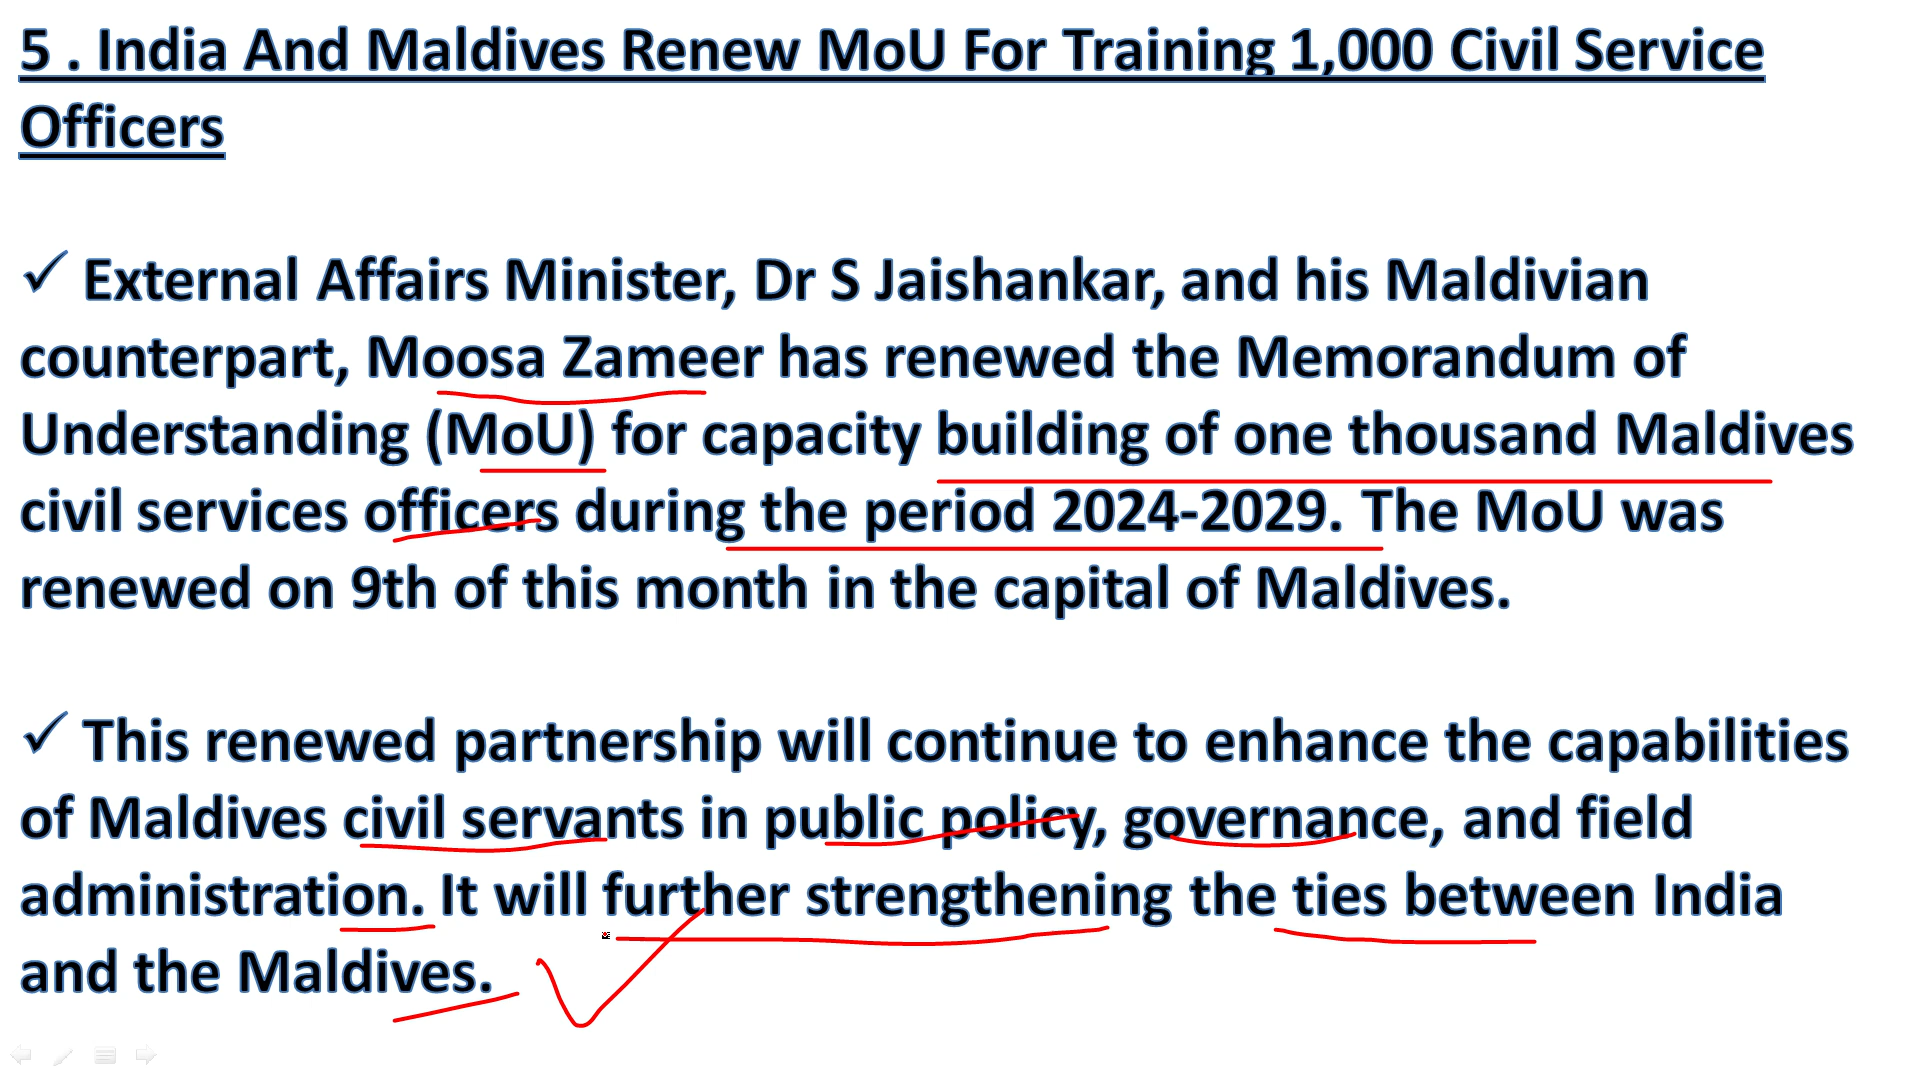 5 . India And Maldives Renew MoU For Training 1,000 Civil Service
Officers
✓ External Affairs Minister, Dr S Jaishankar, and his Maldivian
counterpart, Moosa Zameer has renewed the Memorandum of
Understanding (MoU) for capacity building of one thousand Maldives
civil services officers during the period 2024-2029. The MoU was
renewed on 9th of this month in the capital of Maldives.
✓ This renewed partnership will continue to enhance the capabilities
of Maldives civil servants in public policy, governance, and field
administration. It will further strengthening the ties between India
and the Maldives.